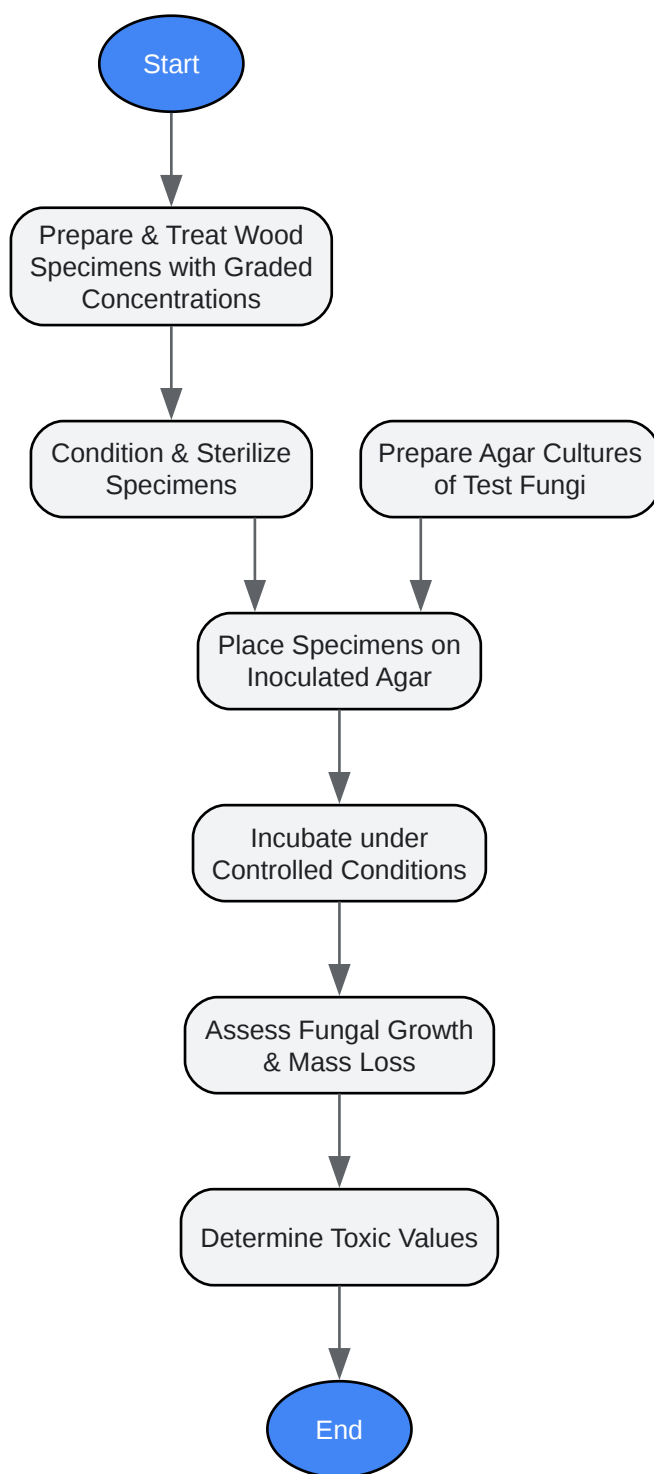 Start
Prepare & Treat Wood
Specimens with Graded
Concentrations
Condition & Sterilize
Specimens
Prepare Agar Cultures
of Test Fungi
Place Specimens on
Inoculated Agar
Incubate under
Controlled Conditions
Assess Fungal Growth
& Mass Loss
Determine Toxic Values
End